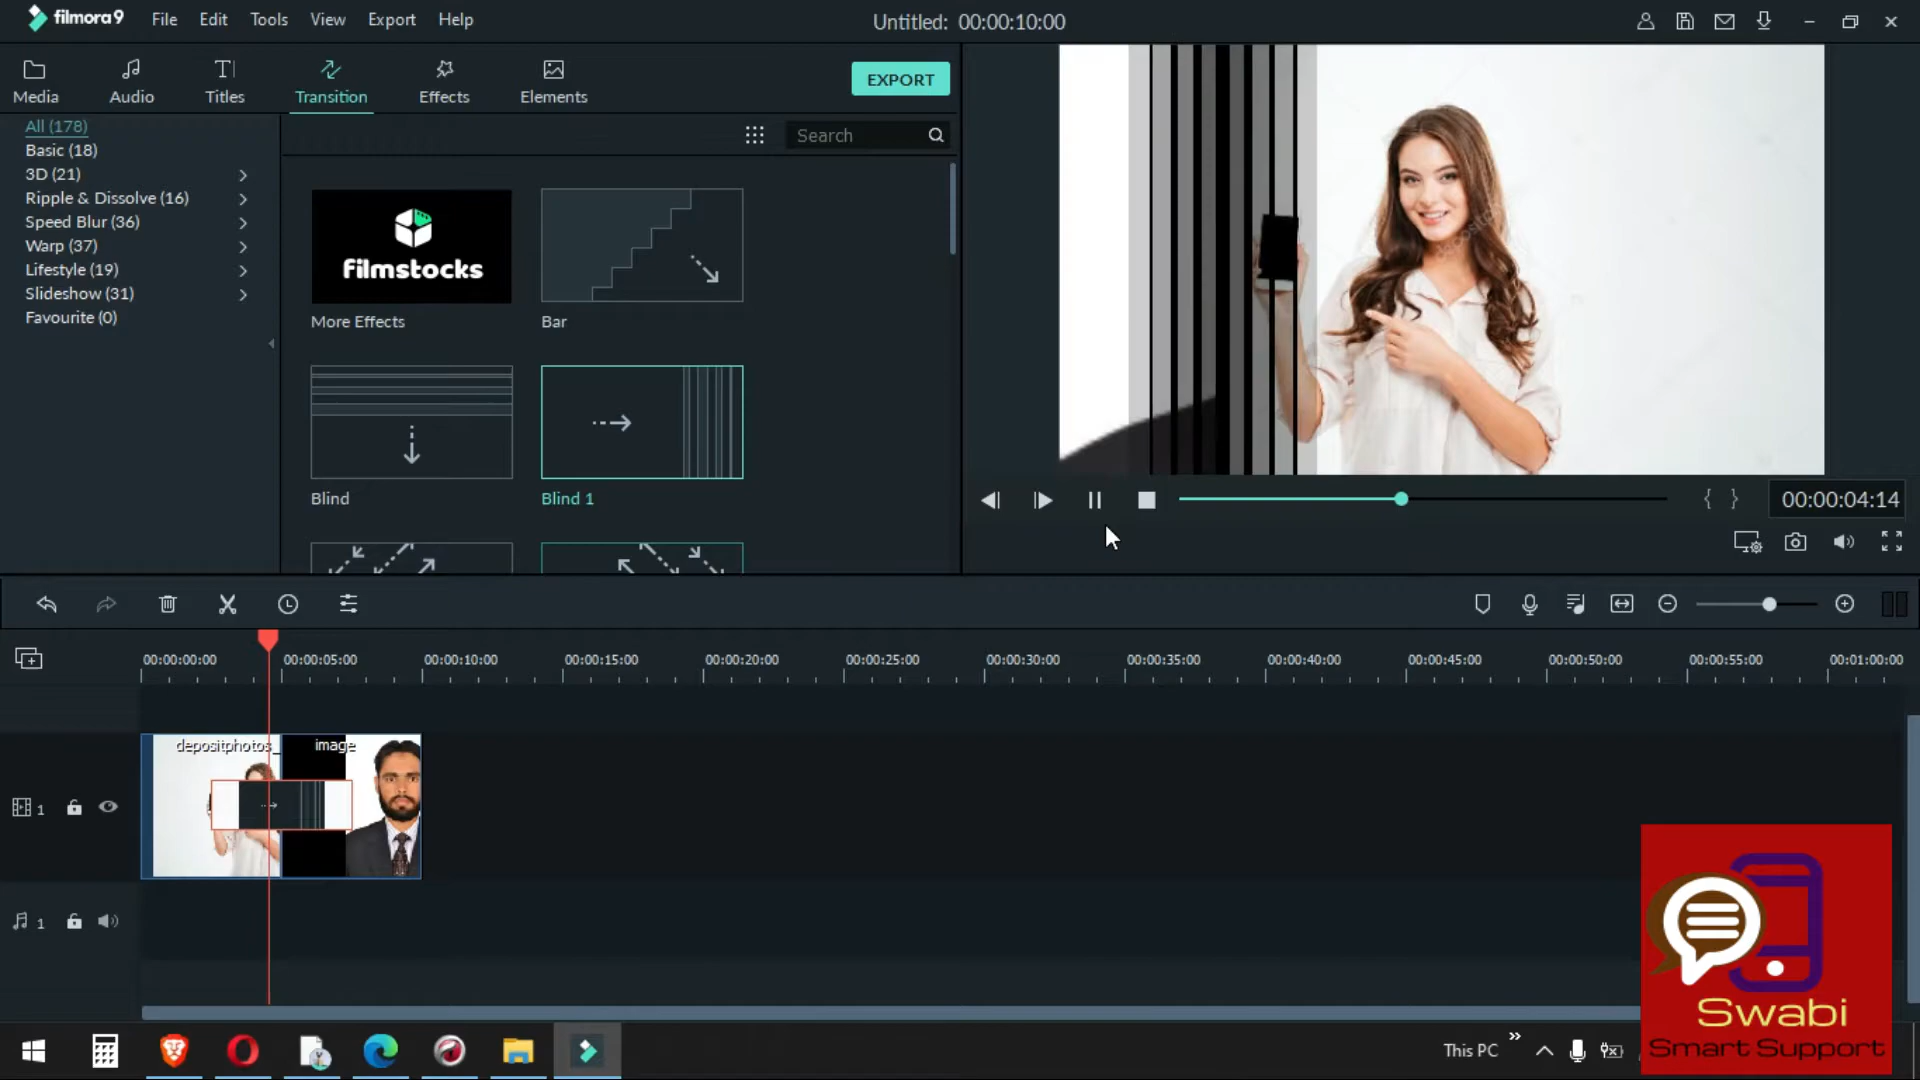 filmora9
File Edit Tools View Export Help
Untitled: 00:00:10:00
Media Audio Titles Transition Effects Elements
EXPORT
All (178)
Basic (18)
3D (21)
Ripple & Dissolve (16)
Speed Blur (36)
Warp (37)
Lifestyle (19)
Slideshow (31)
Favourite (0)
Search
filmstocks
More Effects
Bar
Blind
Blind 1
{ }
00:00:04:14
00:00:00:00 00:00:05:00 00:00:10:00 00:00:15:00 00:00:20:00 00:00:25:00 00:00:30:00 00:00:35:00 00:00:40:00 00:00:45:00 00:00:50:00 00:00:55:00 00:01:00:00
depositphotos_ image
1
1
Swabi
Smart Support
This PC